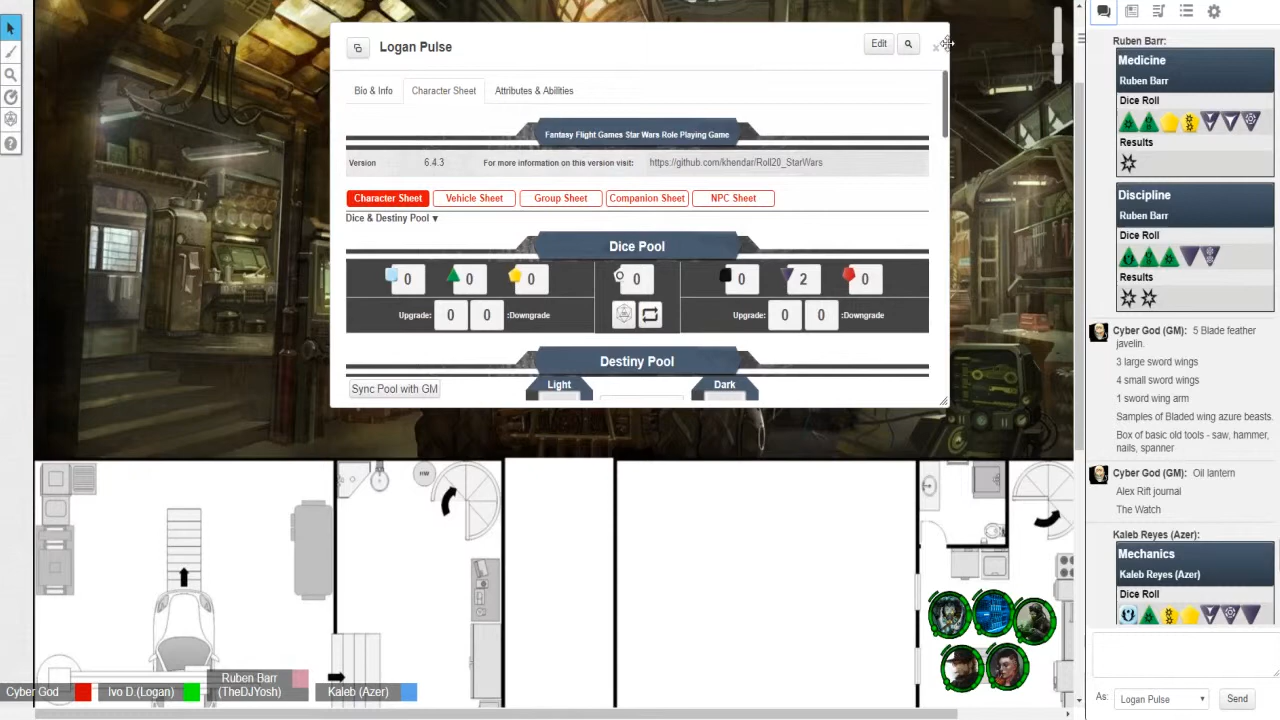 Logan Pulse
Edit
Bio & Info
Character Sheet
Attributes & Abilities
Fantasy Flight Games Star Wars Role Playing Game
Version
6.4.3
For more information on this version visit:
https://github.com/khendar/Roll20_StarWars
Character Sheet
Vehicle Sheet
Group Sheet
Companion Sheet
NPC Sheet
Dice & Destiny Pool ▾
Dice Pool
0
0
0
0
0
2
0
Upgrade:
0
0
:Downgrade
Upgrade:
0
0
:Downgrade
Destiny Pool
Sync Pool with GM
Light
Dark
HW
Cyber God
Ivo D.(Logan)
Ruben Barr
(TheDJYosh)
Kaleb (Azer)
Ruben Barr:
Medicine
Ruben Barr
Dice Roll
Results
Discipline
Ruben Barr
Dice Roll
Results
Cyber God (GM): 5 Blade feather
javelin.
3 large sword wings
4 small sword wings
1 sword wing arm
Samples of Bladed wing azure beasts.
Box of basic old tools - saw, hammer,
nails, spanner
Cyber God (GM): Oil lantern
Alex Rift journal
The Watch
Kaleb Reyes (Azer):
Mechanics
Kaleb Reyes (Azer)
Dice Roll
As:
Logan Pulse
Send